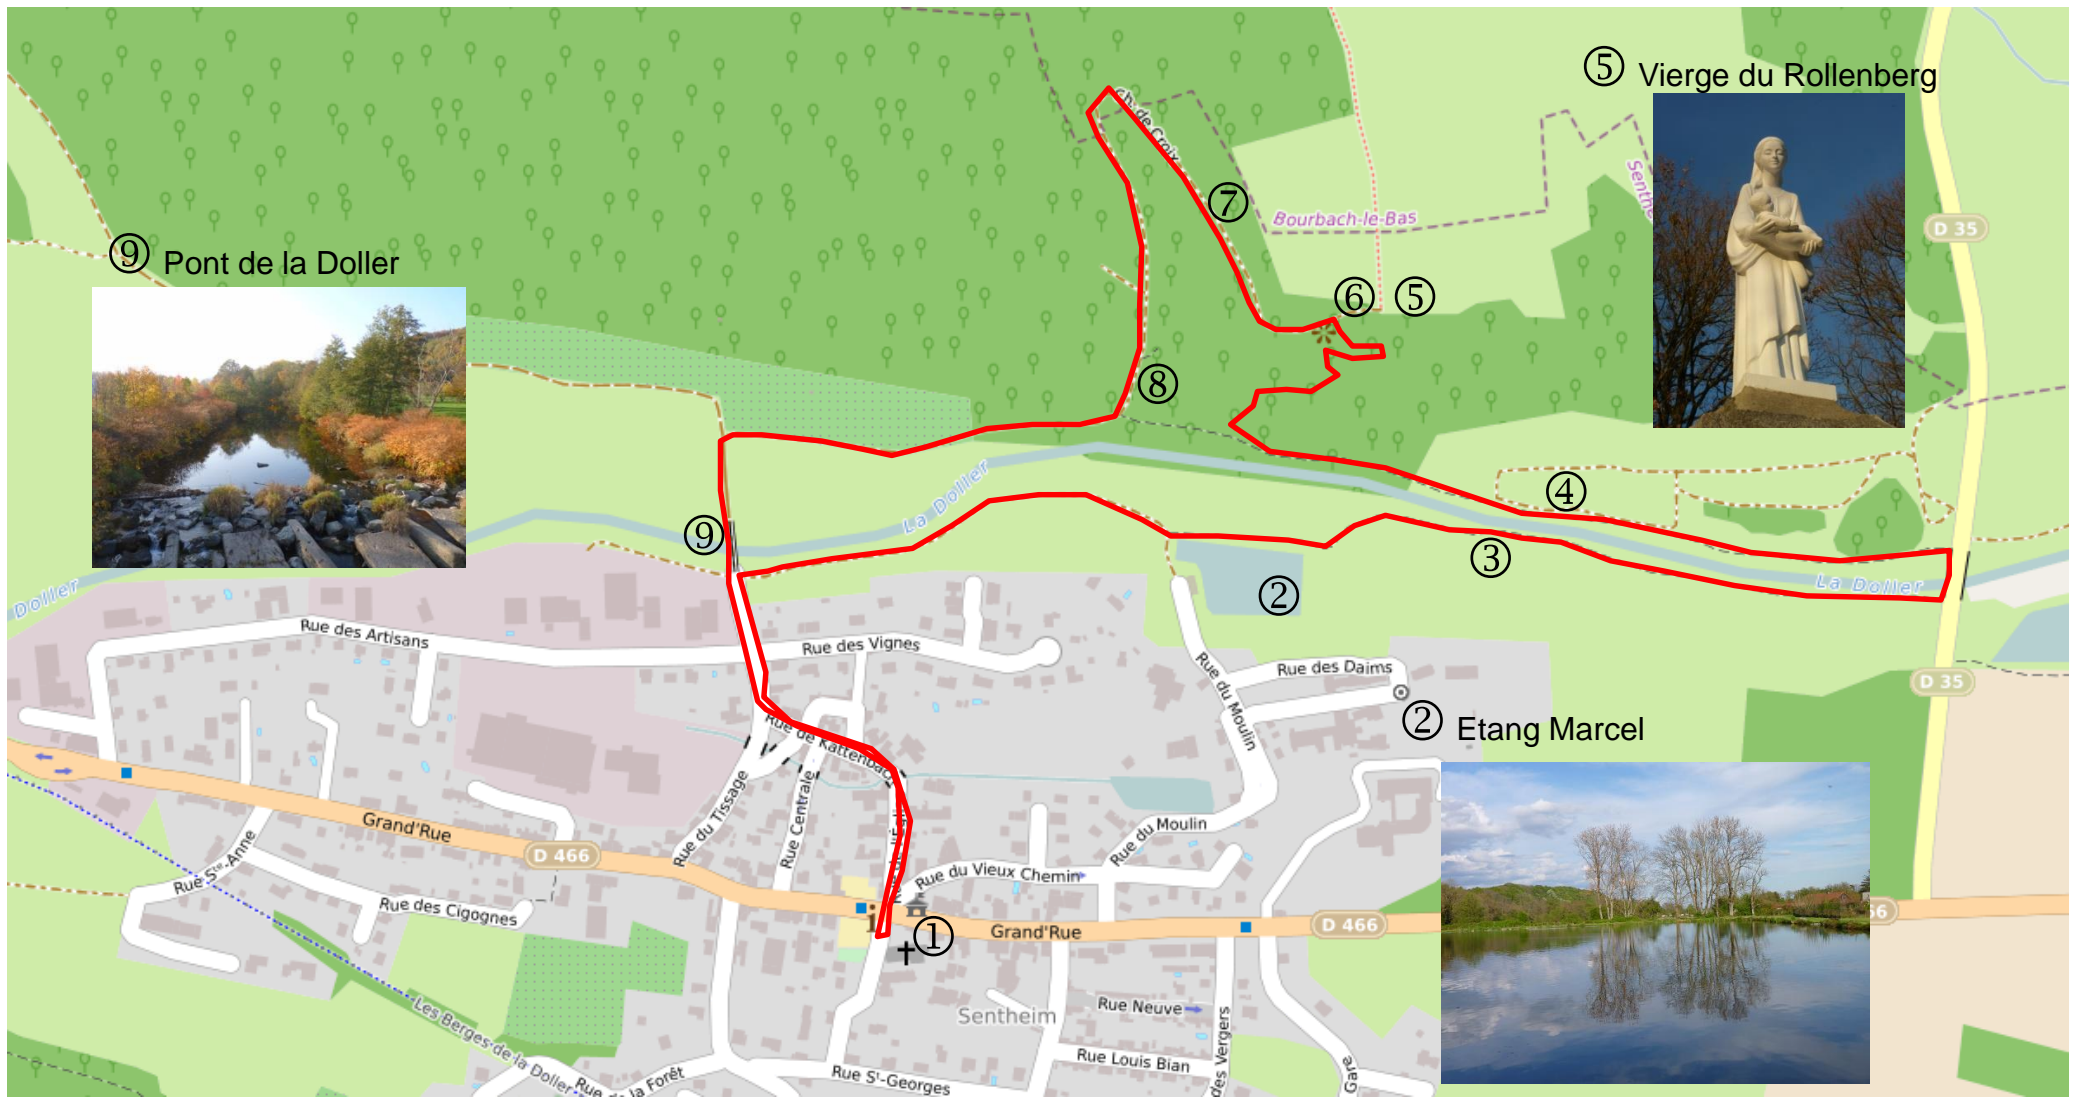 ⑤ Vierge du Rollenberg
Ch. de Croix
⑦
Bourbach-le-Bas
D 35
⑨ Pont de la Doller
⑥ ⑤
⑧
La Doller
④
⑨
③
②
La Doller
Doller
Rue des Artisans
Rue des Vignes
Rue des Daims
Rue du Moulin
D 35
② Etang Marcel
Rue de Kattenbach
Rue du Tissage
Rue Centrale
Grand'Rue
D 466
Rue du Moulin
Rue Sᵗᵉ-Anne
Rue du Vieux Chemin
Rue des Cigognes
i
①
Grand'Rue
D 466
Sentheim
Rue Neuve
Les Berges-de-la Doller
Rue Louis Bian
des Vergers
Gare
la Forêt
Rue Sᵗ-Georges